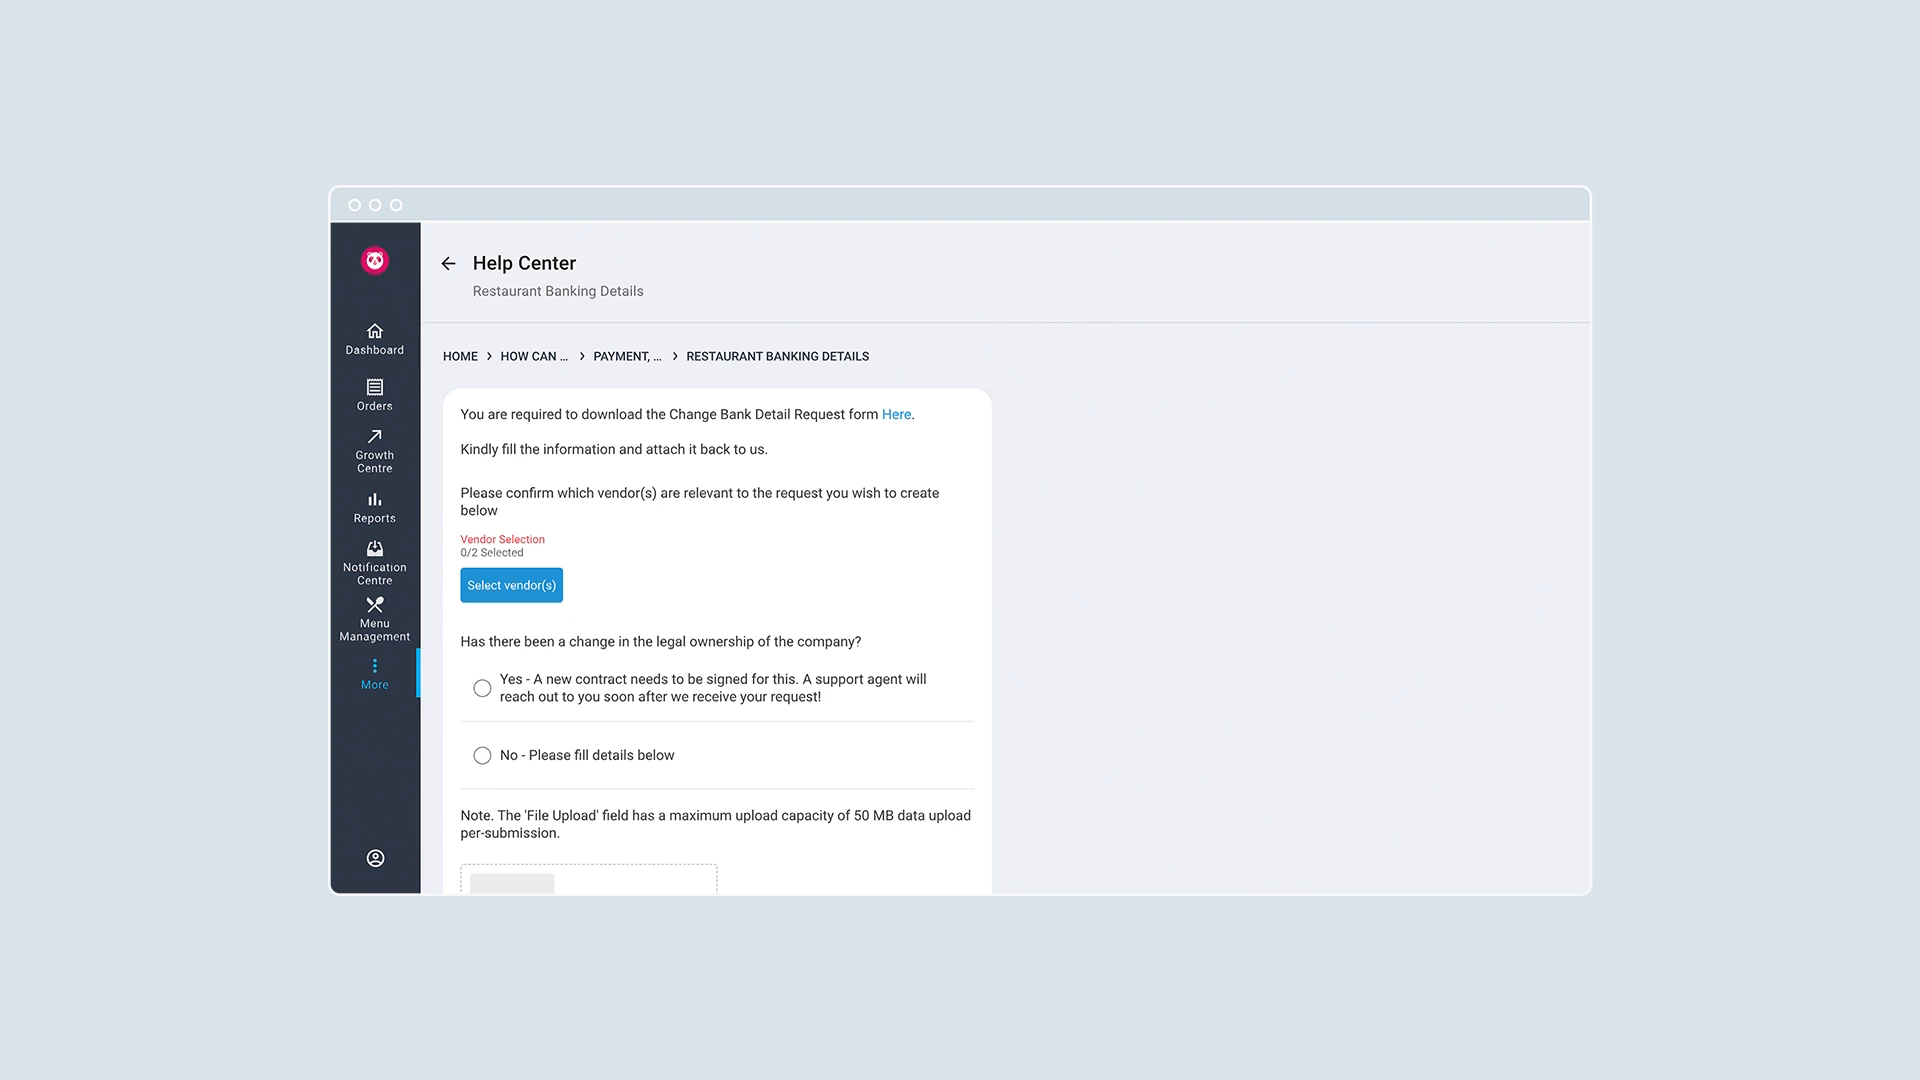 Help Center
Restaurant Banking Details
Dashboard
Orders
Growth
Centre
Reports
Notification
Centre
Menu
Management
More
HOME > HOW CAN ... > PAYMENT, ... > RESTAURANT BANKING DETAILS
You are required to download the Change Bank Detail Request form Here.
Kindly fill the information and attach it back to us.
Please confirm which vendor(s) are relevant to the request you wish to create
below
Vendor Selection
0/2 Selected
Select vendor(s)
Has there been a change in the legal ownership of the company?
Yes - A new contract needs to be signed for this. A support agent will
reach out to you soon after we receive your request!
No - Please fill details below
Note. The 'File Upload' field has a maximum upload capacity of 50 MB data upload
per-submission.